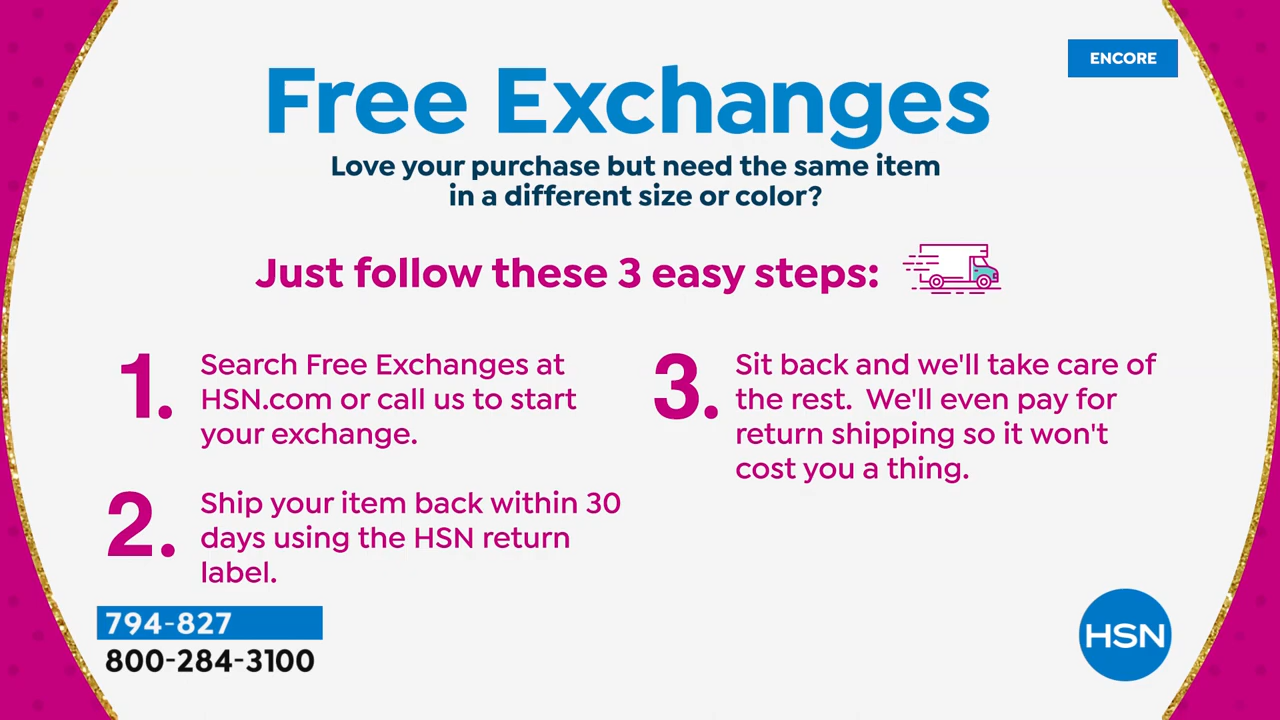 ENCORE
Free Exchanges
Love your purchase but need the same item
in a different size or color?
Just follow these 3 easy steps:
1. Search Free Exchanges at
HSN.com or call us to start
your exchange.
2. Ship your item back within 30
days using the HSN return
label.
3. Sit back and we'll take care of
the rest.  We'll even pay for
return shipping so it won't
cost you a thing.
794-827
800-284-3100
HSN